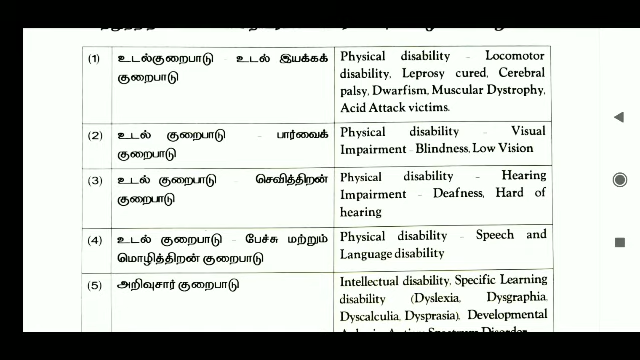 (1) உடல்குறைபாடு - உடல் இயக்கக் குறைபாடு
Physical disability - Locomotor
disability, Leprosy cured, Cerebral
palsy, Dwarfism, Muscular Dystrophy,
Acid Attack victims.
(2) உடல் குறைபாடு - பார்வைக்
குறைபாடு
Physical disability - Visual
Impairment - Blindness, Low Vision
(3) உடல் குறைபாடு - செவித்திறன்
குறைபாடு
Physical disability - Hearing
Impairment - Deafness, Hard of
hearing
(4) உடல் குறைபாடு - பேச்சு மற்றும்
மொழித்திறன் குறைபாடு
Physical disability - Speech and
Language disability
(5) அறிவுசார் குறைபாடு
Intellectual disability, Specific Learning
disability (Dyslexia, Dysgraphia,
Dyscalculia, Dysprasia), Developmental